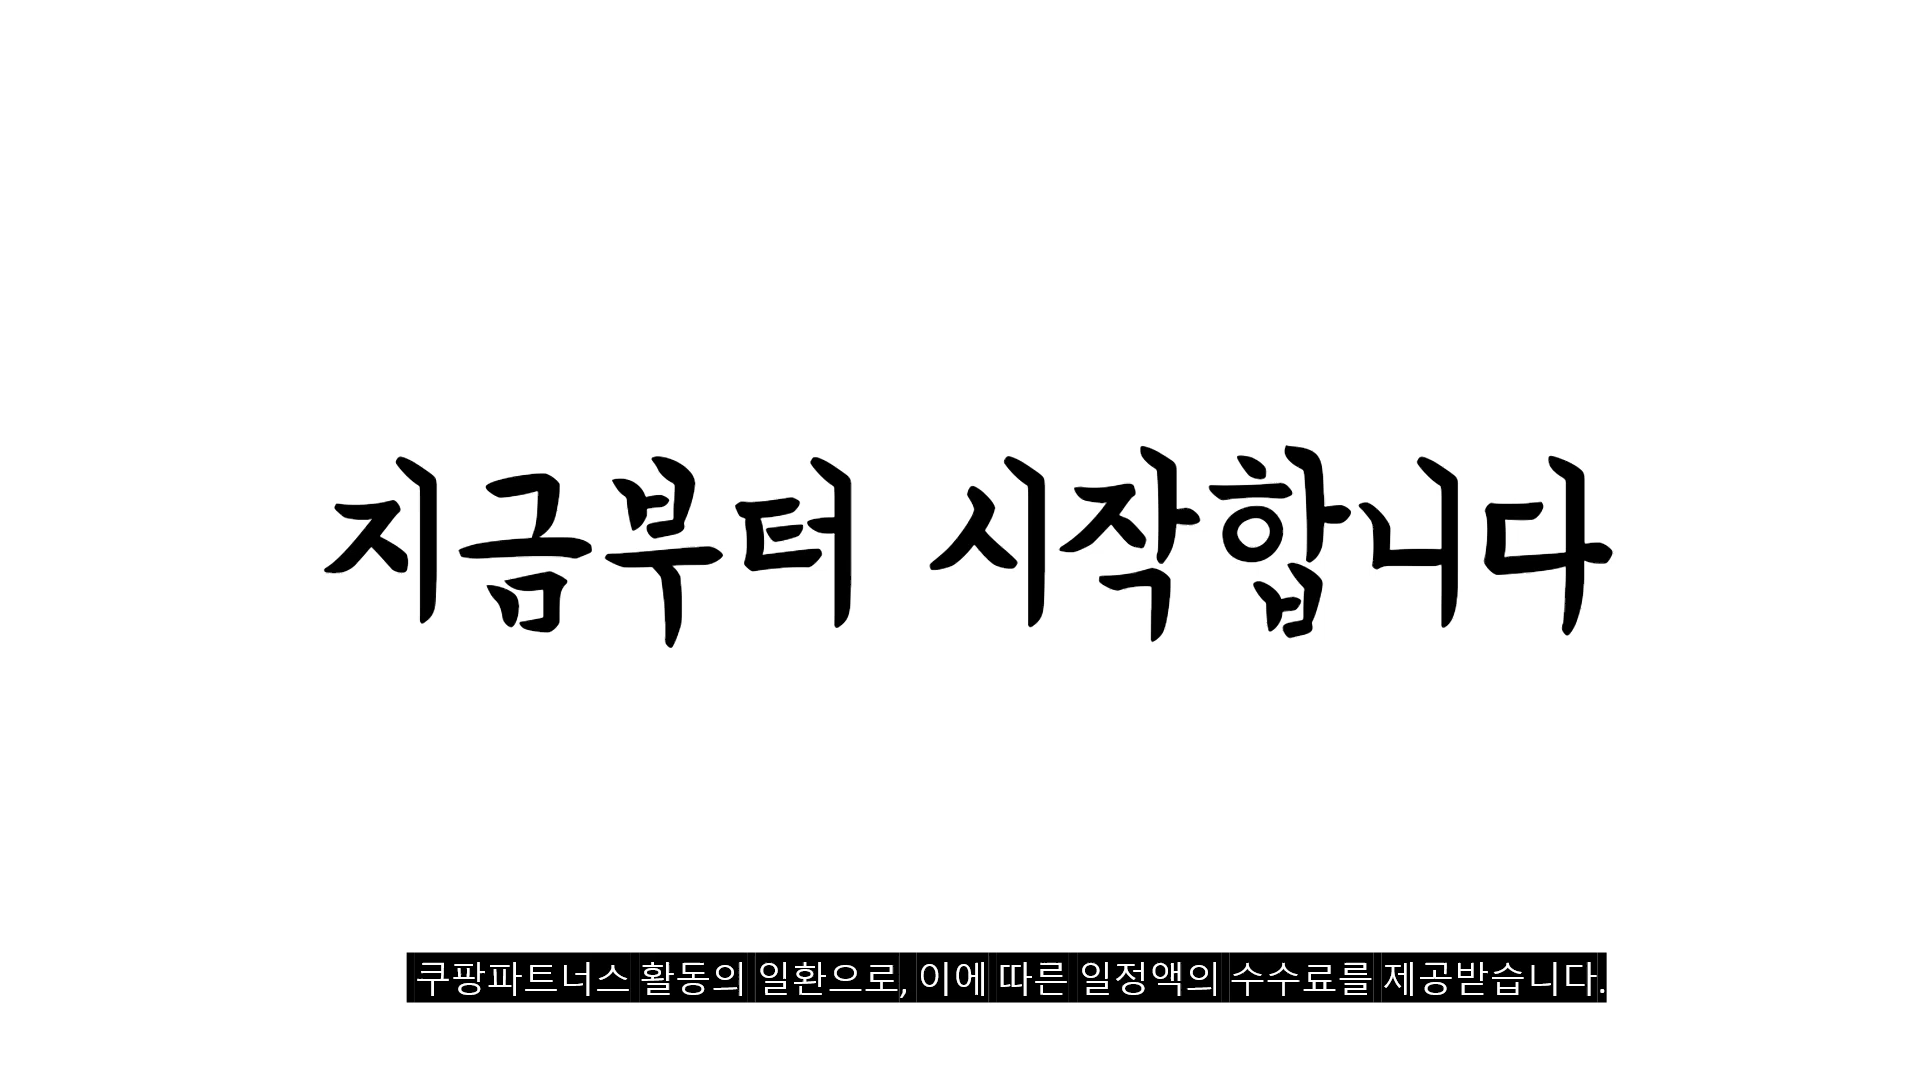 지금부터 시작합니다
쿠팡파트너스 활동의 일환으로, 이에 따른 일정액의 수수료를 제공받습니다.